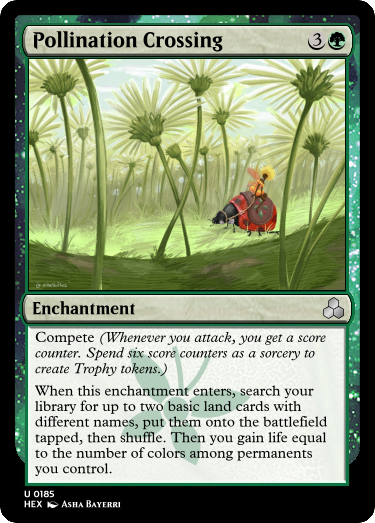 Pollination Crossing 3
Enchantment
Compete (Whenever you attack, you get a score
counter. Spend six score counters as a sorcery to
create Trophy tokens.)
When this enchantment enters, search your
library for up to two basic land cards with
different names, put them onto the battlefield
tapped, then shuffle. Then you gain life equal
to the number of colors among permanents
you control.
U 0185
HEX Asha Bayerri